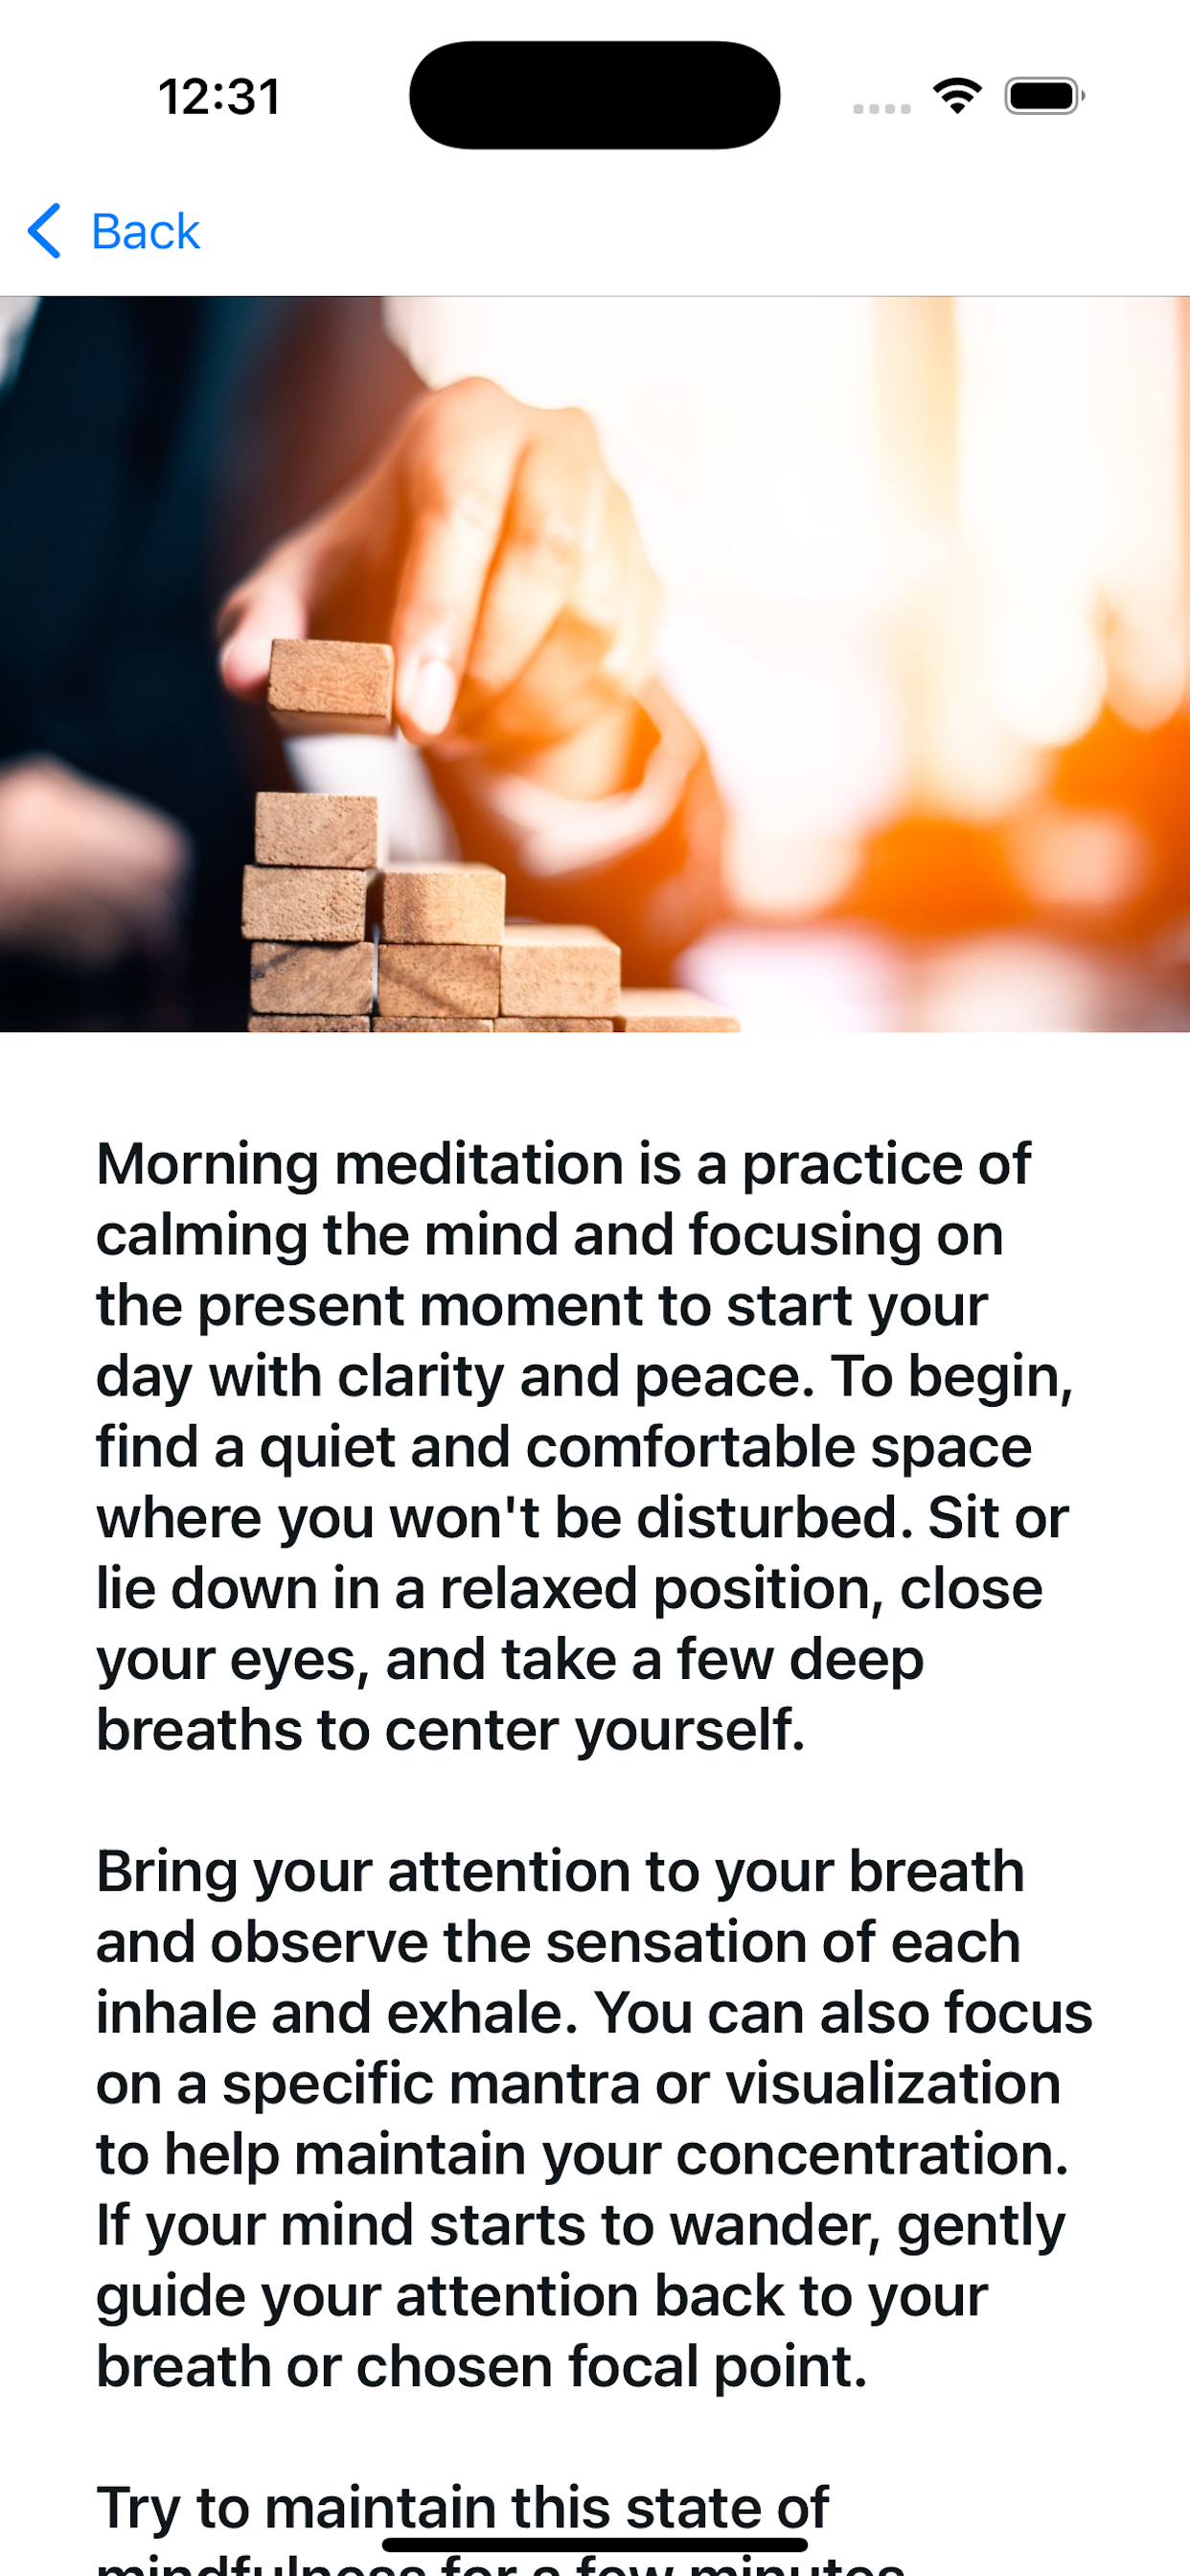 12:31
Back
Morning meditation is a practice of
calming the mind and focusing on
the present moment to start your
day with clarity and peace. To begin,
find a quiet and comfortable space
where you won't be disturbed. Sit or
lie down in a relaxed position, close
your eyes, and take a few deep
breaths to center yourself.
Bring your attention to your breath
and observe the sensation of each
inhale and exhale. You can also focus
on a specific mantra or visualization
to help maintain your concentration.
If your mind starts to wander, gently
guide your attention back to your
breath or chosen focal point.
Try to maintain this state of
mindfulness for a few minutes